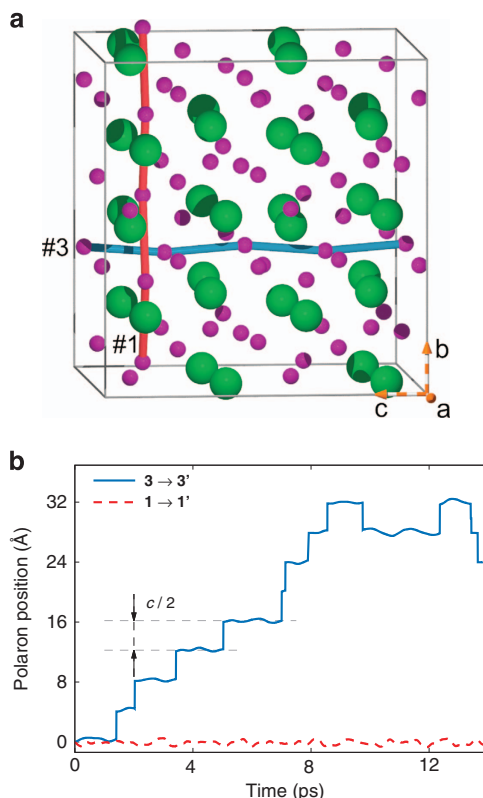 a
#3
#1
b
c
a
b
3 → 3'
1 → 1'
32
24
16
8
0
c / 2
Polaron position (Å)
0
4
8
12
Time (ps)